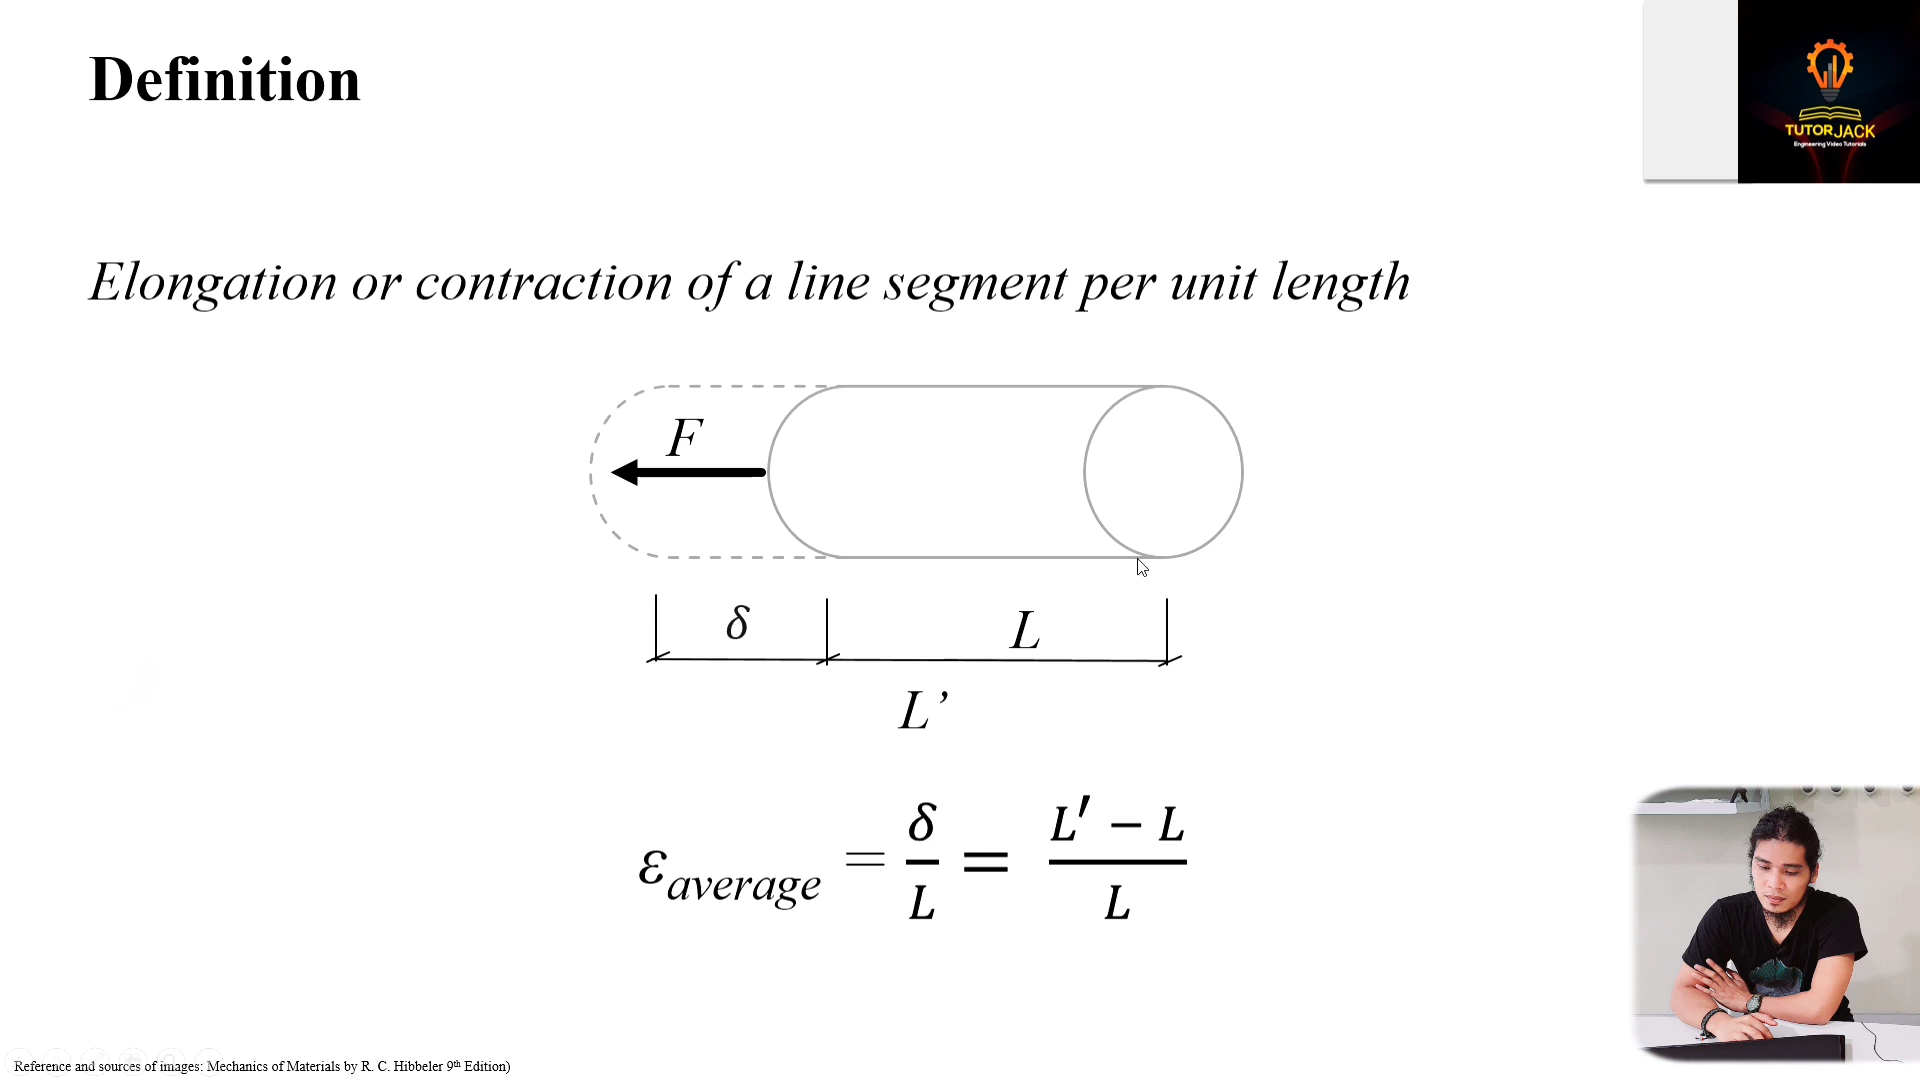 Definition
TUTORJACK
Engineering Video Tutorials
Elongation or contraction of a line segment per unit length
F
δ
L
L’
ε average = δ/L = (L′ − L)/L
Reference and sources of images: Mechanics of Materials by R. C. Hibbeler 9th Edition)